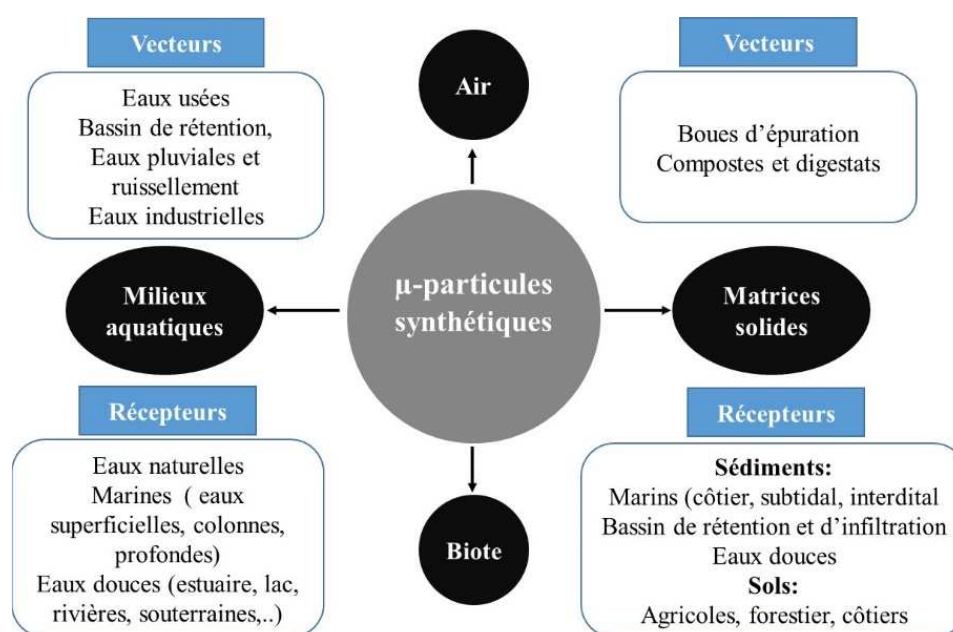 Vecteurs
Eaux usées
Bassin de rétention,
Eaux pluviales et
ruissellement
Eaux industrielles
Air
Vecteurs
Boues d’épuration
Compostes et digestats
Milieux
aquatiques
µ-particules
synthétiques
Matrices
solides
Récepteurs
Eaux naturelles
Marines ( eaux
superficielles, colonnes,
profondes)
Eaux douces (estuaire, lac,
rivières, souterraines,..)
Biote
Récepteurs
Sédiments:
Marins (côtier, subtidal, interdital
Bassin de rétention et d’infiltration
Eaux douces
Sols:
Agricoles, forestier, côtiers